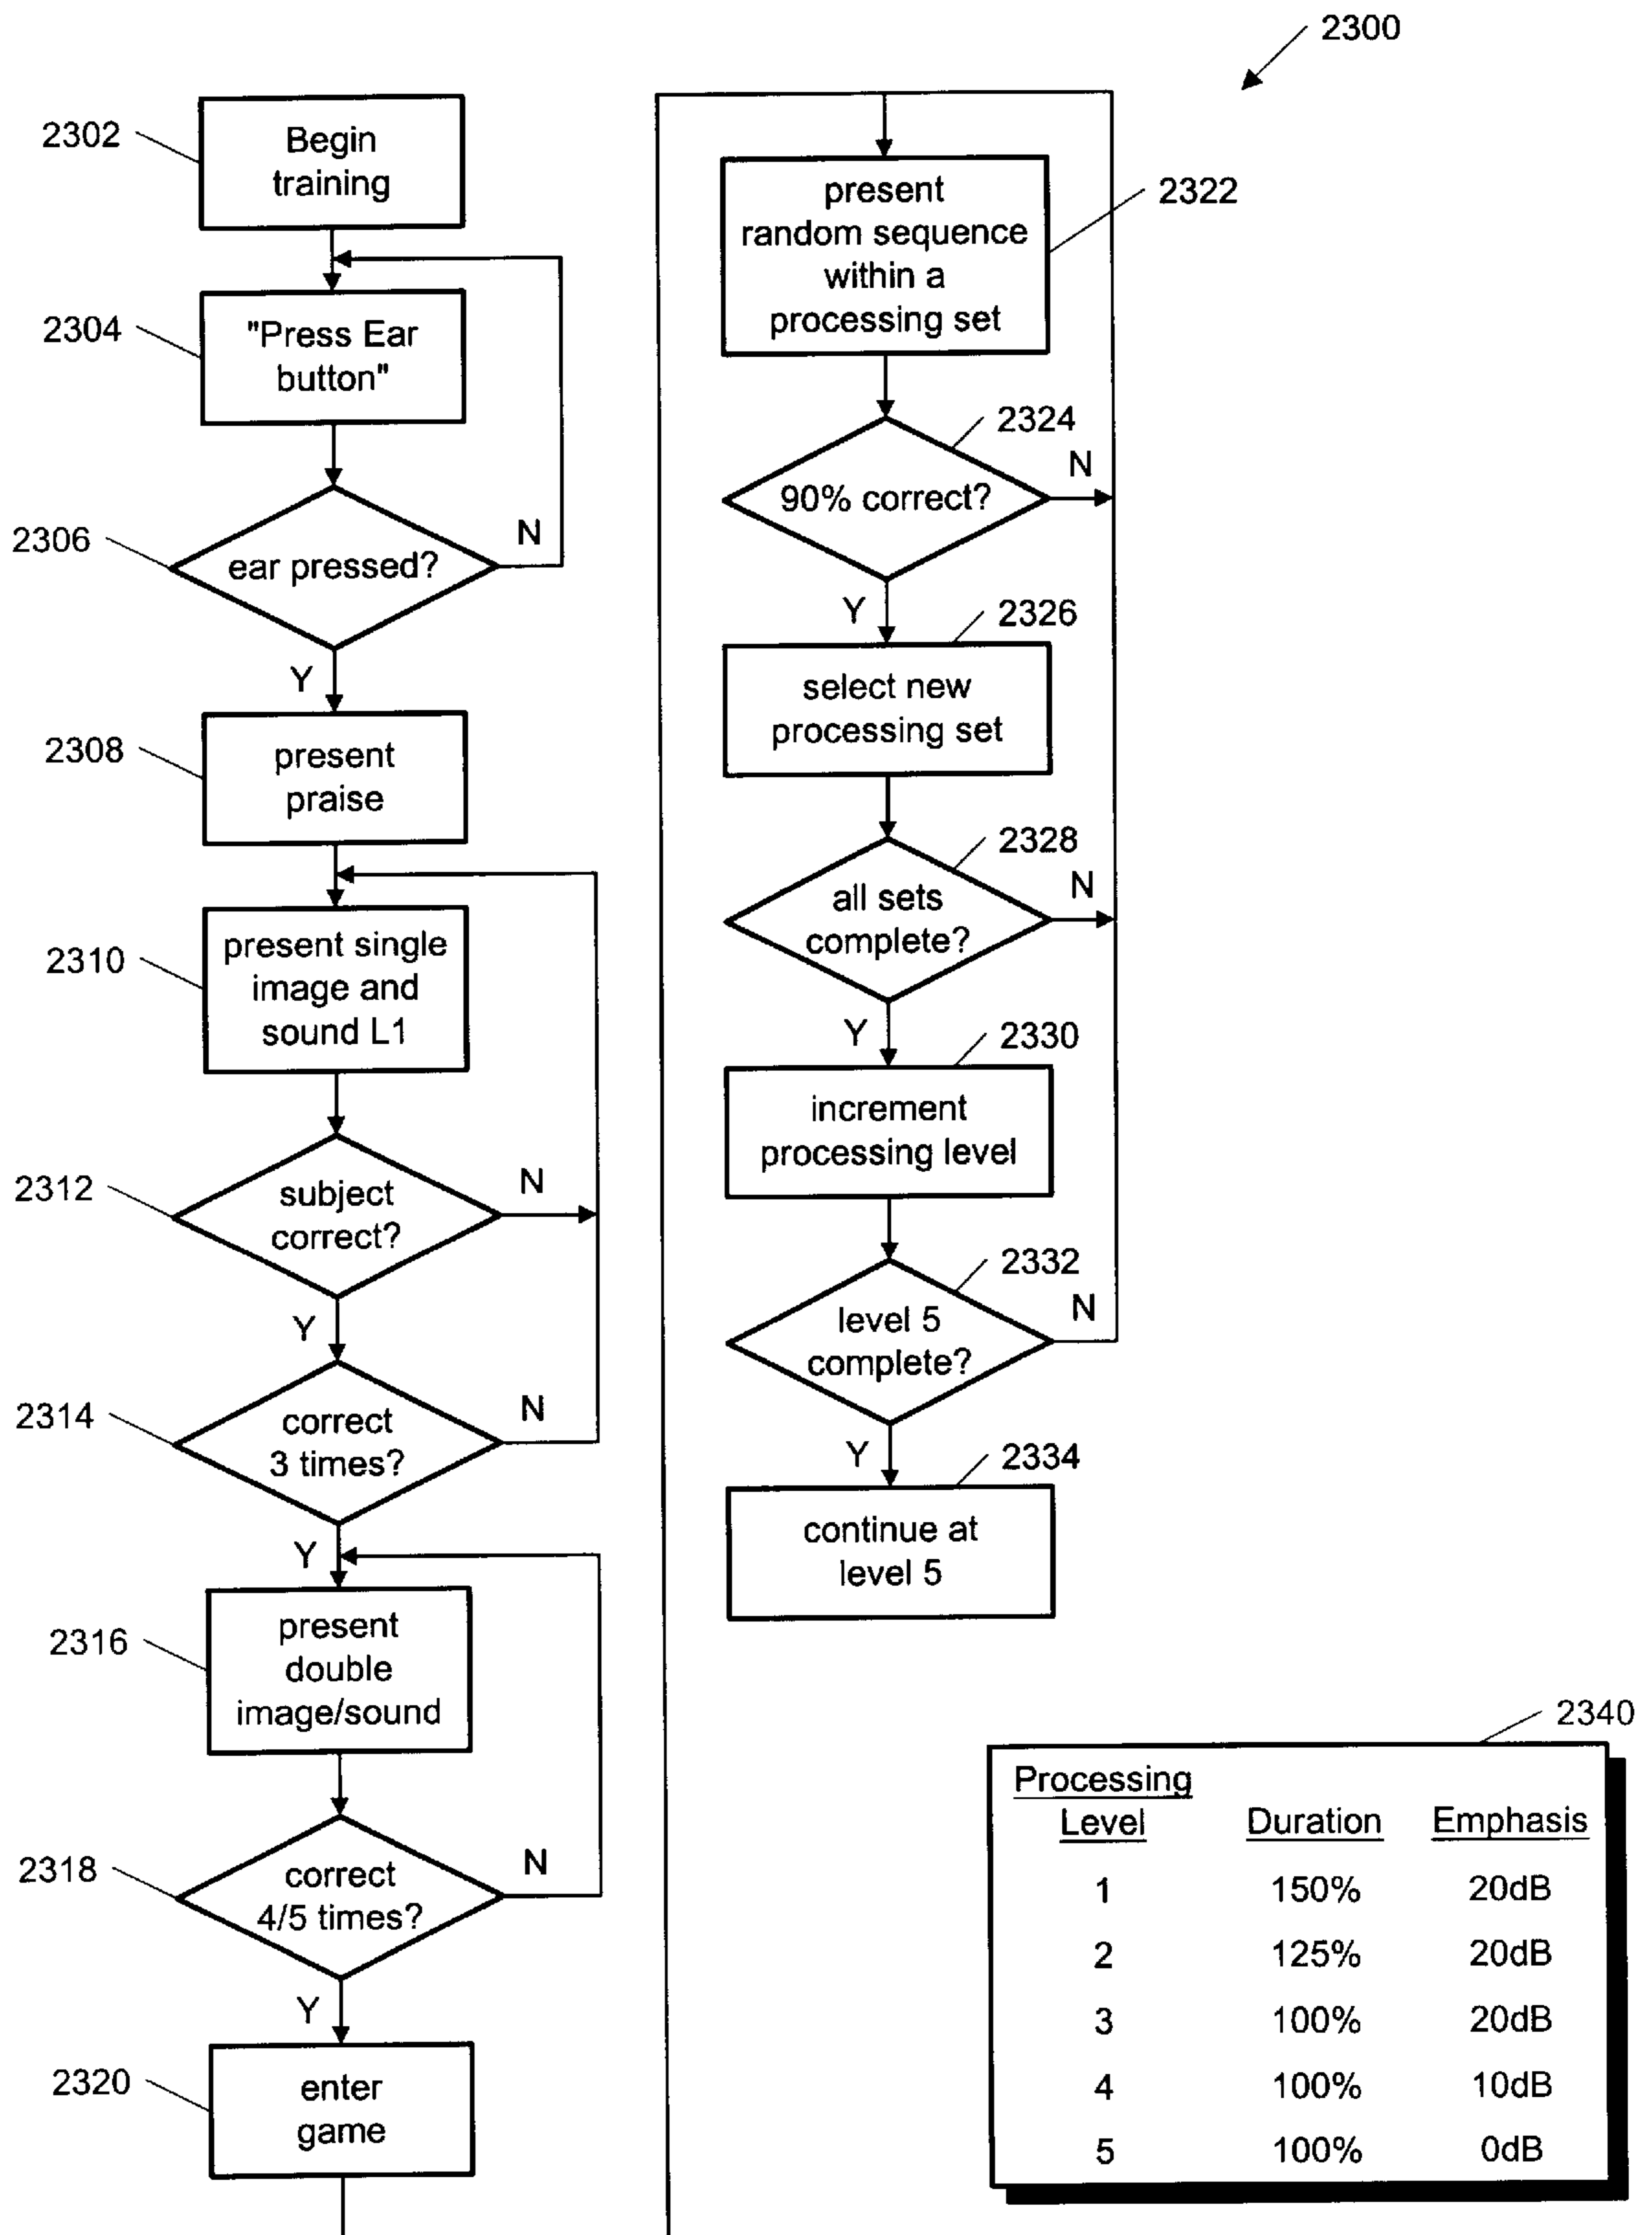 2300
2302
Begin
training
2304
"Press Ear
button"
2306
ear pressed?
N
Y
2308
present
praise
2310
present single
image and
sound L1
2312
subject
correct?
N
Y
2314
correct
3 times?
N
Y
2316
present
double
image/sound
2318
correct
4/5 times?
N
Y
2320
enter
game
present
random sequence
within a
processing set
2322
2324
90% correct?
N
Y
2326
select new
processing set
2328
all sets
complete?
N
Y
2330
increment
processing level
2332
level 5
complete?
N
Y
2334
continue at
level 5
2340
Processing
Level Duration Emphasis
1 150% 20dB
2 125% 20dB
3 100% 20dB
4 100% 10dB
5 100% 0dB